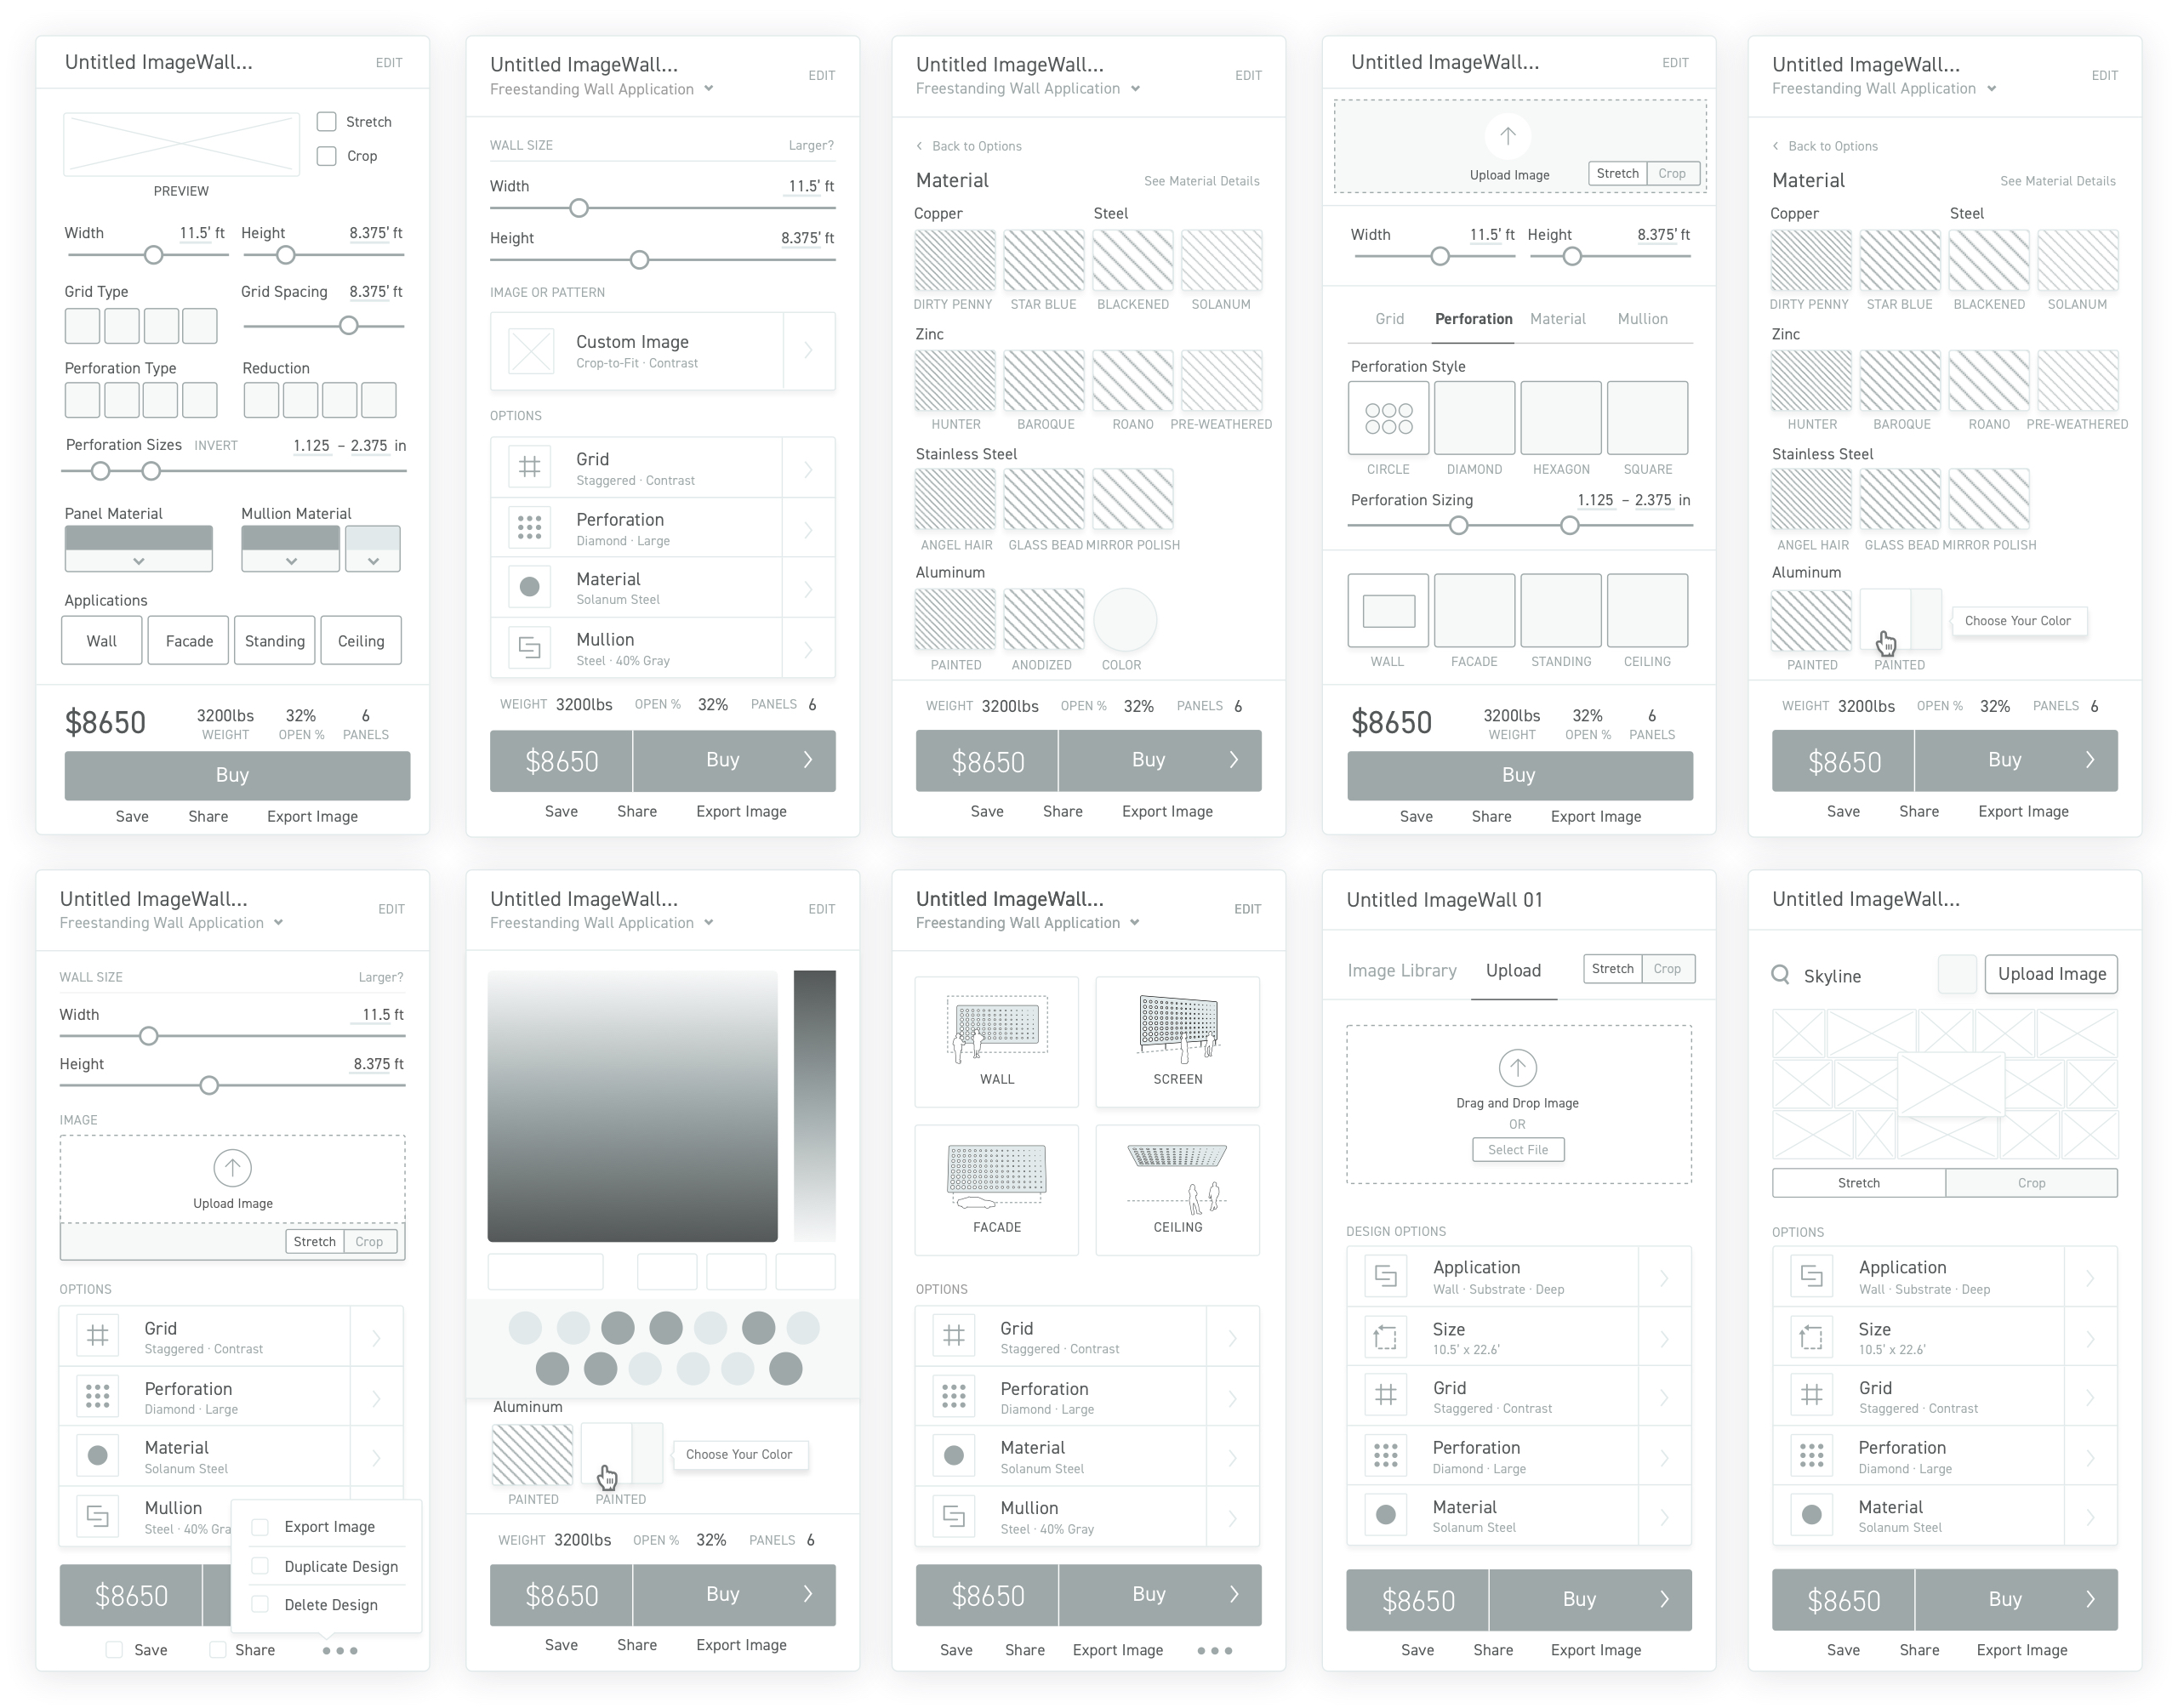 Untitled ImageWall...
EDIT
Stretch
Crop
PREVIEW
Width 11.5' ft Height 8.375' ft
Grid Type Grid Spacing 8.375' ft
Perforation Type Reduction
Perforation Sizes INVERT 1.125 – 2.375 in
Panel Material Mullion Material
Applications
Wall Facade Standing Ceiling
$8650 3200lbs 32% 6
WEIGHT OPEN % PANELS
Buy
Save Share Export Image
Untitled ImageWall...
Freestanding Wall Application
EDIT
WALL SIZE Larger?
Width 11.5' ft
Height 8.375' ft
IMAGE OR PATTERN
Custom Image
Crop-to-Fit · Contrast
OPTIONS
Grid
Staggered · Contrast
Perforation
Diamond · Large
Material
Solanum Steel
Mullion
Steel · 40% Gray
WEIGHT 3200lbs OPEN % 32% PANELS 6
$8650 Buy
Save Share Export Image
Untitled ImageWall...
Freestanding Wall Application
EDIT
Back to Options
Material See Material Details
Copper Steel
DIRTY PENNY STAR BLUE BLACKENED SOLANUM
Zinc
HUNTER BAROQUE ROANO PRE-WEATHERED
Stainless Steel
ANGEL HAIR GLASS BEAD MIRROR POLISH
Aluminum
PAINTED ANODIZED COLOR
WEIGHT 3200lbs OPEN % 32% PANELS 6
$8650 Buy
Save Share Export Image
Untitled ImageWall...
EDIT
Upload Image Stretch Crop
Width 11.5' ft Height 8.375' ft
Grid Perforation Material Mullion
Perforation Style
CIRCLE DIAMOND HEXAGON SQUARE
Perforation Sizing 1.125 – 2.375 in
WALL FACADE STANDING CEILING
$8650 3200lbs 32% 6
WEIGHT OPEN % PANELS
Buy
Save Share Export Image
Untitled ImageWall...
Freestanding Wall Application
EDIT
Back to Options
Material See Material Details
Copper Steel
DIRTY PENNY STAR BLUE BLACKENED SOLANUM
Zinc
HUNTER BAROQUE ROANO PRE-WEATHERED
Stainless Steel
ANGEL HAIR GLASS BEAD MIRROR POLISH
Aluminum
Choose Your Color
PAINTED PAINTED
WEIGHT 3200lbs OPEN % 32% PANELS 6
$8650 Buy
Save Share Export Image
Untitled ImageWall...
Freestanding Wall Application
EDIT
WALL SIZE Larger?
Width 11.5 ft
Height 8.375 ft
IMAGE
Upload Image
Stretch Crop
OPTIONS
Grid
Staggered · Contrast
Perforation
Diamond · Large
Material
Solanum Steel
Mullion
Steel · 40% Gra
Export Image
Duplicate Design
Delete Design
$8650
Save Share
Untitled ImageWall...
Freestanding Wall Application
EDIT
Aluminum
Choose Your Color
PAINTED PAINTED
WEIGHT 3200lbs OPEN % 32% PANELS 6
$8650 Buy
Save Share Export Image
Untitled ImageWall...
Freestanding Wall Application
EDIT
WALL SCREEN
FACADE CEILING
OPTIONS
Grid
Staggered · Contrast
Perforation
Diamond · Large
Material
Solanum Steel
Mullion
Steel · 40% Gray
$8650 Buy
Save Share Export Image
Untitled ImageWall 01
Image Library Upload Stretch Crop
Drag and Drop Image
OR
Select File
DESIGN OPTIONS
Application
Wall · Substrate · Deep
Size
10.5' x 22.6'
Grid
Staggered · Contrast
Perforation
Diamond · Large
Material
Solanum Steel
$8650 Buy
Save Share Export Image
Untitled ImageWall...
Skyline Upload Image
Stretch Crop
OPTIONS
Application
Wall · Substrate · Deep
Size
10.5' x 22.6'
Grid
Staggered · Contrast
Perforation
Diamond · Large
Material
Solanum Steel
$8650 Buy
Save Share Export Image